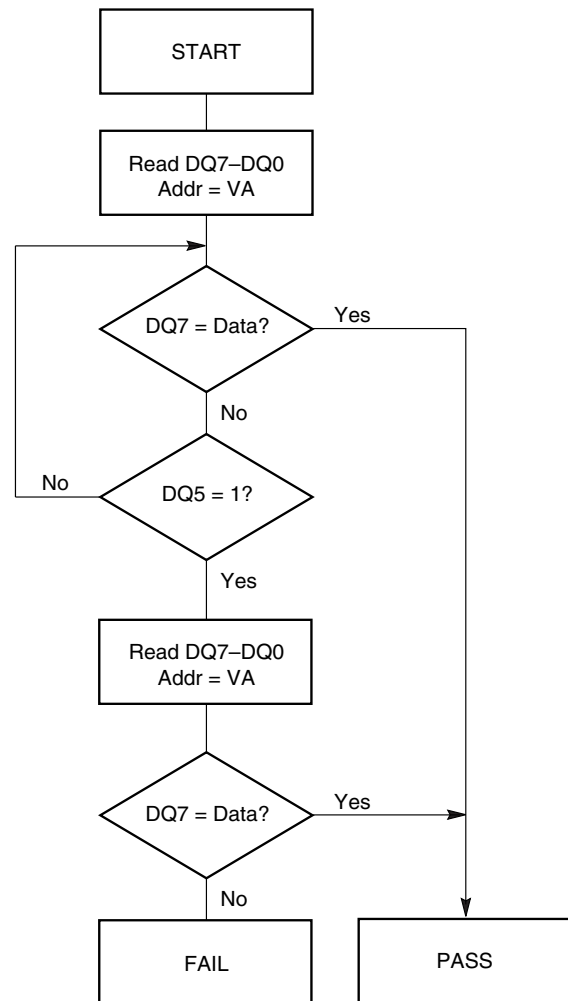 START
Read DQ7–DQ0
Addr = VA
DQ7 = Data?
Yes
No
No
DQ5 = 1?
Yes
Read DQ7–DQ0
Addr = VA
DQ7 = Data?
Yes
No
FAIL
PASS